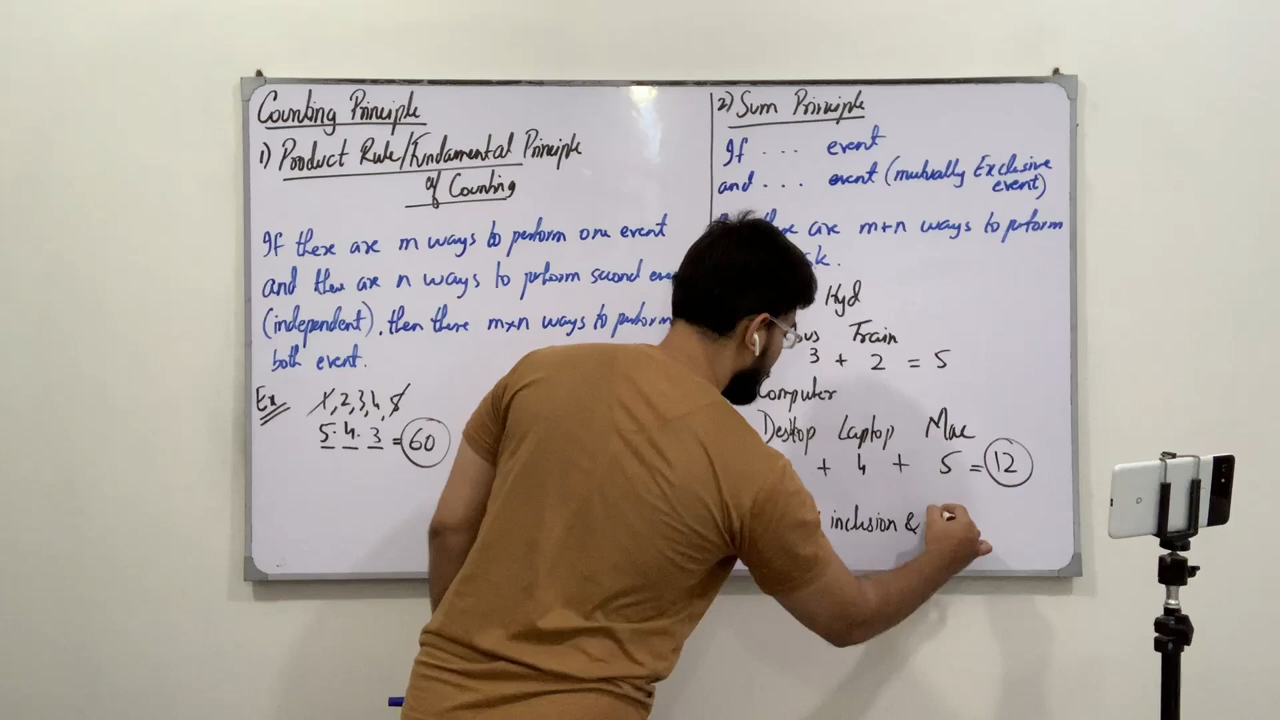 Counting Principle
1) Product Rule/Fundamental Principle
of Counting
If there are m ways to perform one event
and there are n ways to perform second
(independent), then there m×n ways to perform
both event.
Ex 1,2,3,4,5
5. 4. 3 = 60
2) Sum Principle
If ... event
and ... event (mutually Exclusive
event)
are m+n ways to perform
Hyd
Train
3 + 2 = 5
Computer
Desktop Laptop Mac
+ 4 + 5 = 12
inclusion &
G